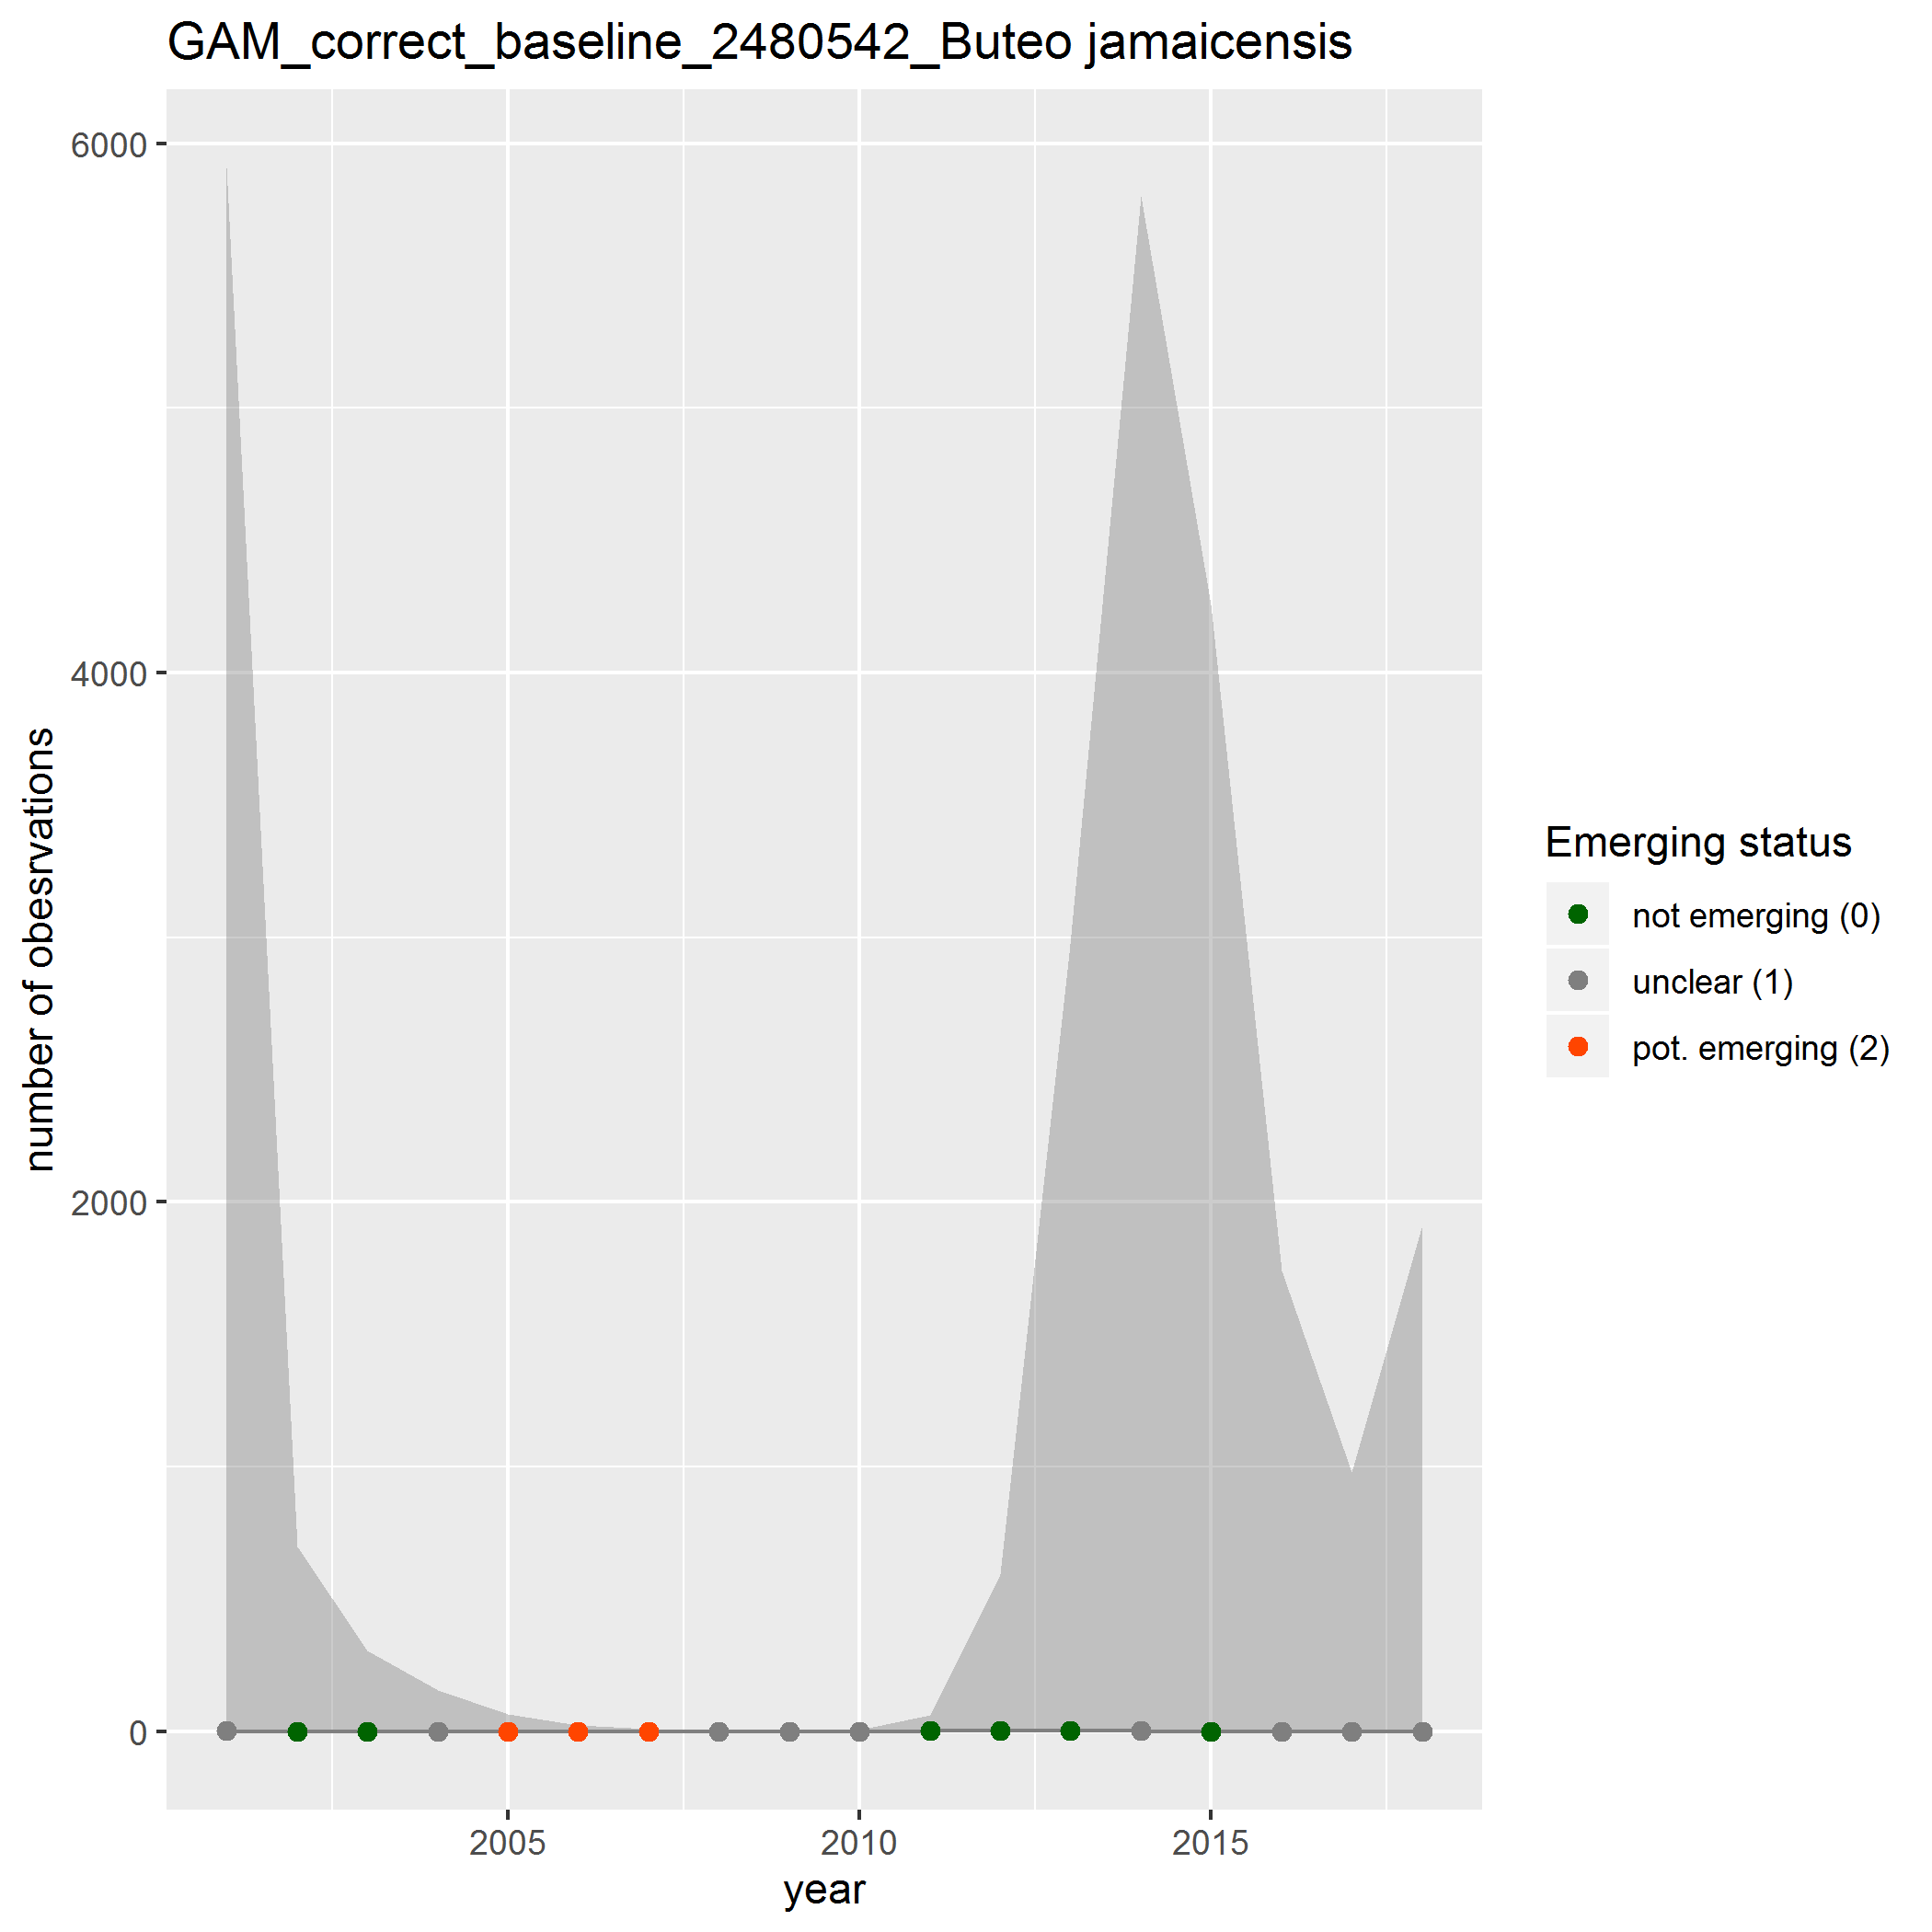 GAM_correct_baseline_2480542_Buteo jamaicensis
6000
4000
2000
0
number of obesrvations
2005
2010
2015
year
Emerging status
not emerging (0)
unclear (1)
pot. emerging (2)